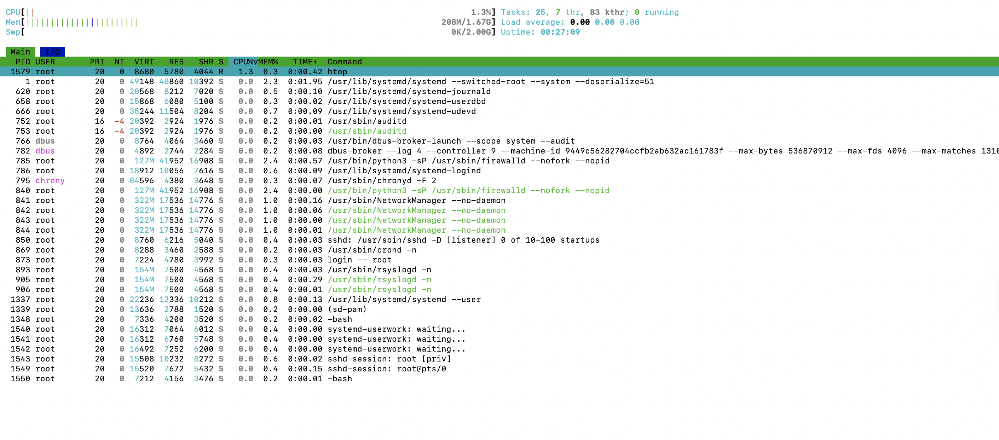 CPU[|| 1.3%] Tasks: 25, 7 thr, 83 kthr; 0 running
Mem[||||||||||||||||||||||| 208M/1.67G] Load average: 0.00 0.00 0.00
Swp[ 0K/2.00G] Uptime: 00:27:09
Main I/O
PID USER PRI NI VIRT RES SHR S CPU%▽MEM% TIME+ Command
1579 root 20 0 8680 5780 4044 R 1.3 0.3 0:00.42 htop
1 root 20 0 49148 40860 10392 S 0.0 2.3 0:01.95 /usr/lib/systemd/systemd --switched-root --system --deserialize=51
620 root 20 0 20568 8212 7020 S 0.0 0.5 0:00.10 /usr/lib/systemd/systemd-journald
658 root 20 0 15868 6080 5100 S 0.0 0.3 0:00.02 /usr/lib/systemd/systemd-userdbd
666 root 20 0 35244 11504 8204 S 0.0 0.7 0:00.09 /usr/lib/systemd/systemd-udevd
752 root 16 -4 20392 2924 1976 S 0.0 0.2 0:00.01 /usr/sbin/auditd
753 root 16 -4 20392 2924 1976 S 0.0 0.2 0:00.00 /usr/sbin/auditd
766 dbus 20 0 8764 4064 3460 S 0.0 0.2 0:00.03 /usr/bin/dbus-broker-launch --scope system --audit
782 dbus 20 0 4892 2744 2284 S 0.0 0.2 0:00.08 dbus-broker --log 4 --controller 9 --machine-id 9449c56282704ccfb2ab632ac161783f --max-bytes 536870912 --max-fds 4096 --max-matches 1310
785 root 20 0 127M 41952 16908 S 0.0 2.4 0:00.57 /usr/bin/python3 -sP /usr/sbin/firewalld --nofork --nopid
786 root 20 0 18912 10056 7616 S 0.0 0.6 0:00.09 /usr/lib/systemd/systemd-logind
795 chrony 20 0 84596 4380 3648 S 0.0 0.3 0:00.07 /usr/sbin/chronyd -F 2
840 root 20 0 127M 41952 16908 S 0.0 2.4 0:00.00 /usr/bin/python3 -sP /usr/sbin/firewalld --nofork --nopid
841 root 20 0 322M 17536 14776 S 0.0 1.0 0:00.16 /usr/sbin/NetworkManager --no-daemon
842 root 20 0 322M 17536 14776 S 0.0 1.0 0:00.06 /usr/sbin/NetworkManager --no-daemon
843 root 20 0 322M 17536 14776 S 0.0 1.0 0:00.00 /usr/sbin/NetworkManager --no-daemon
844 root 20 0 322M 17536 14776 S 0.0 1.0 0:00.01 /usr/sbin/NetworkManager --no-daemon
850 root 20 0 8760 6216 5040 S 0.0 0.4 0:00.03 sshd: /usr/sbin/sshd -D [listener] 0 of 10-100 startups
869 root 20 0 8288 3460 2588 S 0.0 0.2 0:00.03 /usr/sbin/crond -n
873 root 20 0 7224 4780 3992 S 0.0 0.3 0:00.03 login -- root
893 root 20 0 154M 7500 4568 S 0.0 0.4 0:00.03 /usr/sbin/rsyslogd -n
905 root 20 0 154M 7500 4568 S 0.0 0.4 0:00.29 /usr/sbin/rsyslogd -n
906 root 20 0 154M 7500 4568 S 0.0 0.4 0:00.01 /usr/sbin/rsyslogd -n
1337 root 20 0 22236 13336 10212 S 0.0 0.8 0:00.13 /usr/lib/systemd/systemd --user
1339 root 20 0 13636 2788 1520 S 0.0 0.2 0:00.00 (sd-pam)
1348 root 20 0 7336 4200 3520 S 0.0 0.2 0:00.02 -bash
1540 root 20 0 16312 7064 6012 S 0.0 0.4 0:00.00 systemd-userwork: waiting...
1541 root 20 0 16312 6760 5748 S 0.0 0.4 0:00.00 systemd-userwork: waiting...
1542 root 20 0 16492 7252 6200 S 0.0 0.4 0:00.00 systemd-userwork: waiting...
1543 root 20 0 15508 10232 8272 S 0.0 0.6 0:00.02 sshd-session: root [priv]
1549 root 20 0 15520 7672 5432 S 0.0 0.4 0:00.15 sshd-session: root@pts/0
1550 root 20 0 7212 4156 3476 S 0.0 0.2 0:00.01 -bash